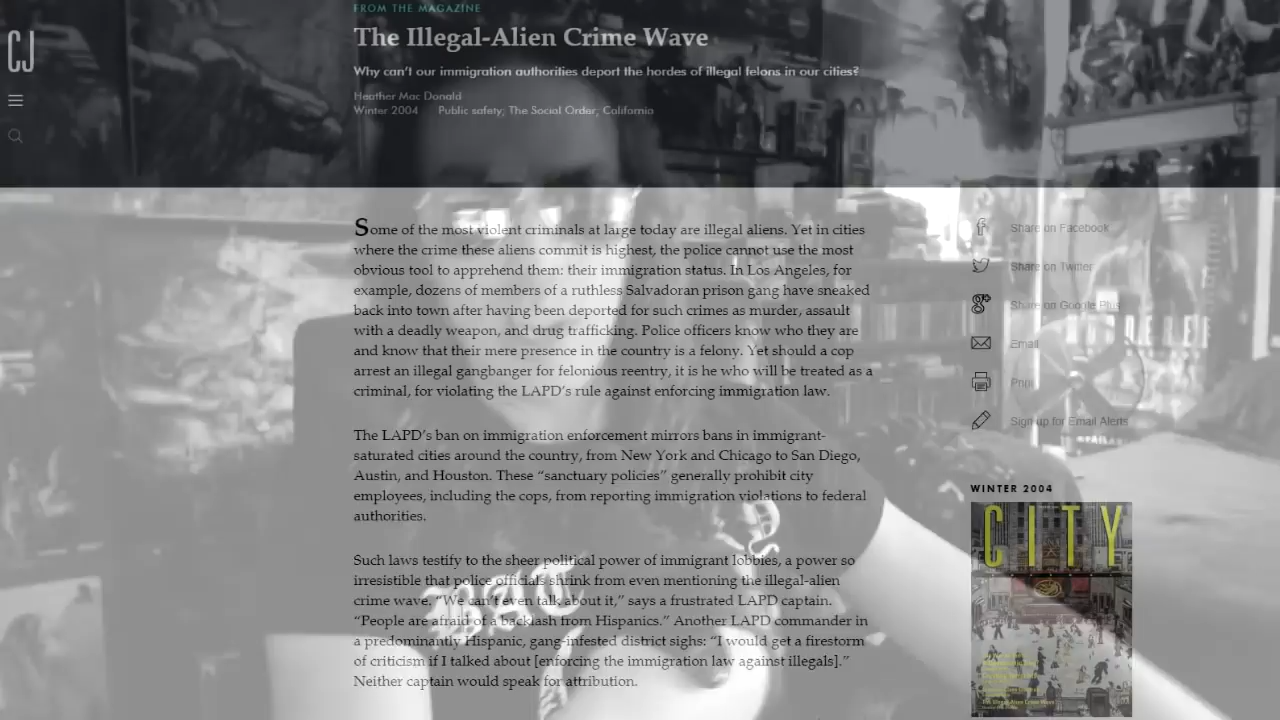 FROM THE MAGAZINE
CJ
The Illegal-Alien Crime Wave
Why can't our immigration authorities deport the hordes of illegal felons in our cities?
Heather Mac Donald
Winter 2004 Public safety; The Social Order; California
Some of the most violent criminals at large today are illegal aliens. Yet in cities
where the crime these aliens commit is highest, the police cannot use the most
obvious tool to apprehend them: their immigration status. In Los Angeles, for
example, dozens of members of a ruthless Salvadoran prison gang have sneaked
back into town after having been deported for such crimes as murder, assault
with a deadly weapon, and drug trafficking. Police officers know who they are
and know that their mere presence in the country is a felony. Yet should a cop
arrest an illegal gangbanger for felonious reentry, it is he who will be treated as a
criminal, for violating the LAPD's rule against enforcing immigration law.
The LAPD's ban on immigration enforcement mirrors bans in immigrant-
saturated cities around the country, from New York and Chicago to San Diego,
Austin, and Houston. These “sanctuary policies” generally prohibit city
employees, including the cops, from reporting immigration violations to federal
authorities.
Such laws testify to the sheer political power of immigrant lobbies, a power so
irresistible that police officials shrink from even mentioning the illegal-alien
crime wave. “We can't even talk about it,” says a frustrated LAPD captain.
“People are afraid of a backlash from Hispanics.” Another LAPD commander in
a predominantly Hispanic, gang-infested district sighs: “I would get a firestorm
of criticism if I talked about [enforcing the immigration law against illegals].”
Neither captain would speak for attribution.
Share on Facebook
Share on Twitter
Share on Google Plus
Email
Print
Sign up for Email Alerts
WINTER 2004
CITY